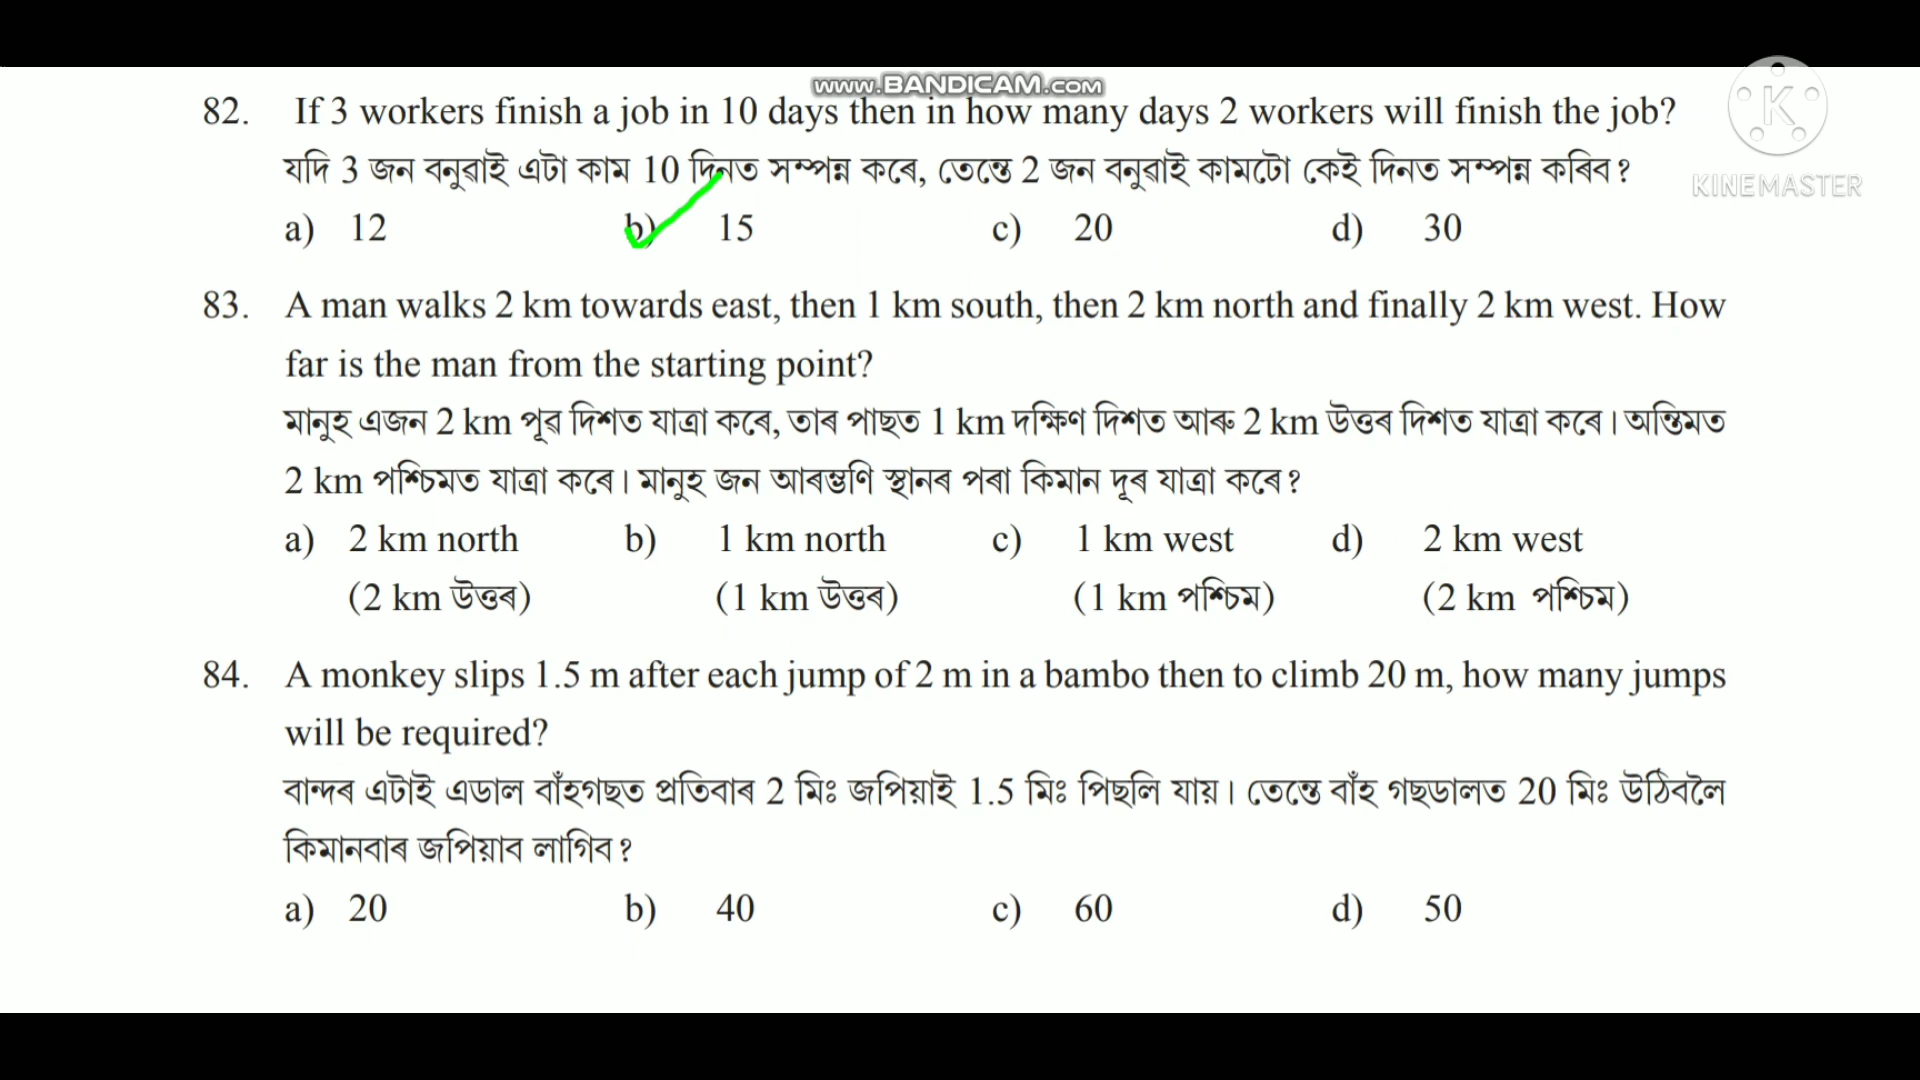 www.BANDICAM.com
82. If 3 workers finish a job in 10 days then in how many days 2 workers will finish the job?
যদি 3 জন বনুৱাই এটা কাম 10 দিনত সম্পন্ন কৰে, তেন্তে 2 জন বনুৱাই কামটো কেই দিনত সম্পন্ন কৰিব?
KINEMASTER
a) 12 b) 15 c) 20 d) 30
83. A man walks 2 km towards east, then 1 km south, then 2 km north and finally 2 km west. How
far is the man from the starting point?
মানুহ এজন 2 km পূৱ দিশত যাত্ৰা কৰে, তাৰ পাছত 1 km দক্ষিণ দিশত আৰু 2 km উত্তৰ দিশত যাত্ৰা কৰে। অন্তিমত
2 km পশ্চিমত যাত্ৰা কৰে। মানুহ জন আৰম্ভণি স্থানৰ পৰা কিমান দূৰ যাত্ৰা কৰে?
a) 2 km north b) 1 km north c) 1 km west d) 2 km west
(2 km উত্তৰ) (1 km উত্তৰ) (1 km পশ্চিম) (2 km পশ্চিম)
84. A monkey slips 1.5 m after each jump of 2 m in a bambo then to climb 20 m, how many jumps
will be required?
বান্দৰ এটাই এডাল বাঁহগছত প্ৰতিবাৰ 2 মিঃ জপিয়াই 1.5 মিঃ পিছলি যায়। তেন্তে বাঁহ গছডালত 20 মিঃ উঠিবলৈ
কিমানবাৰ জপিয়াব লাগিব?
a) 20 b) 40 c) 60 d) 50